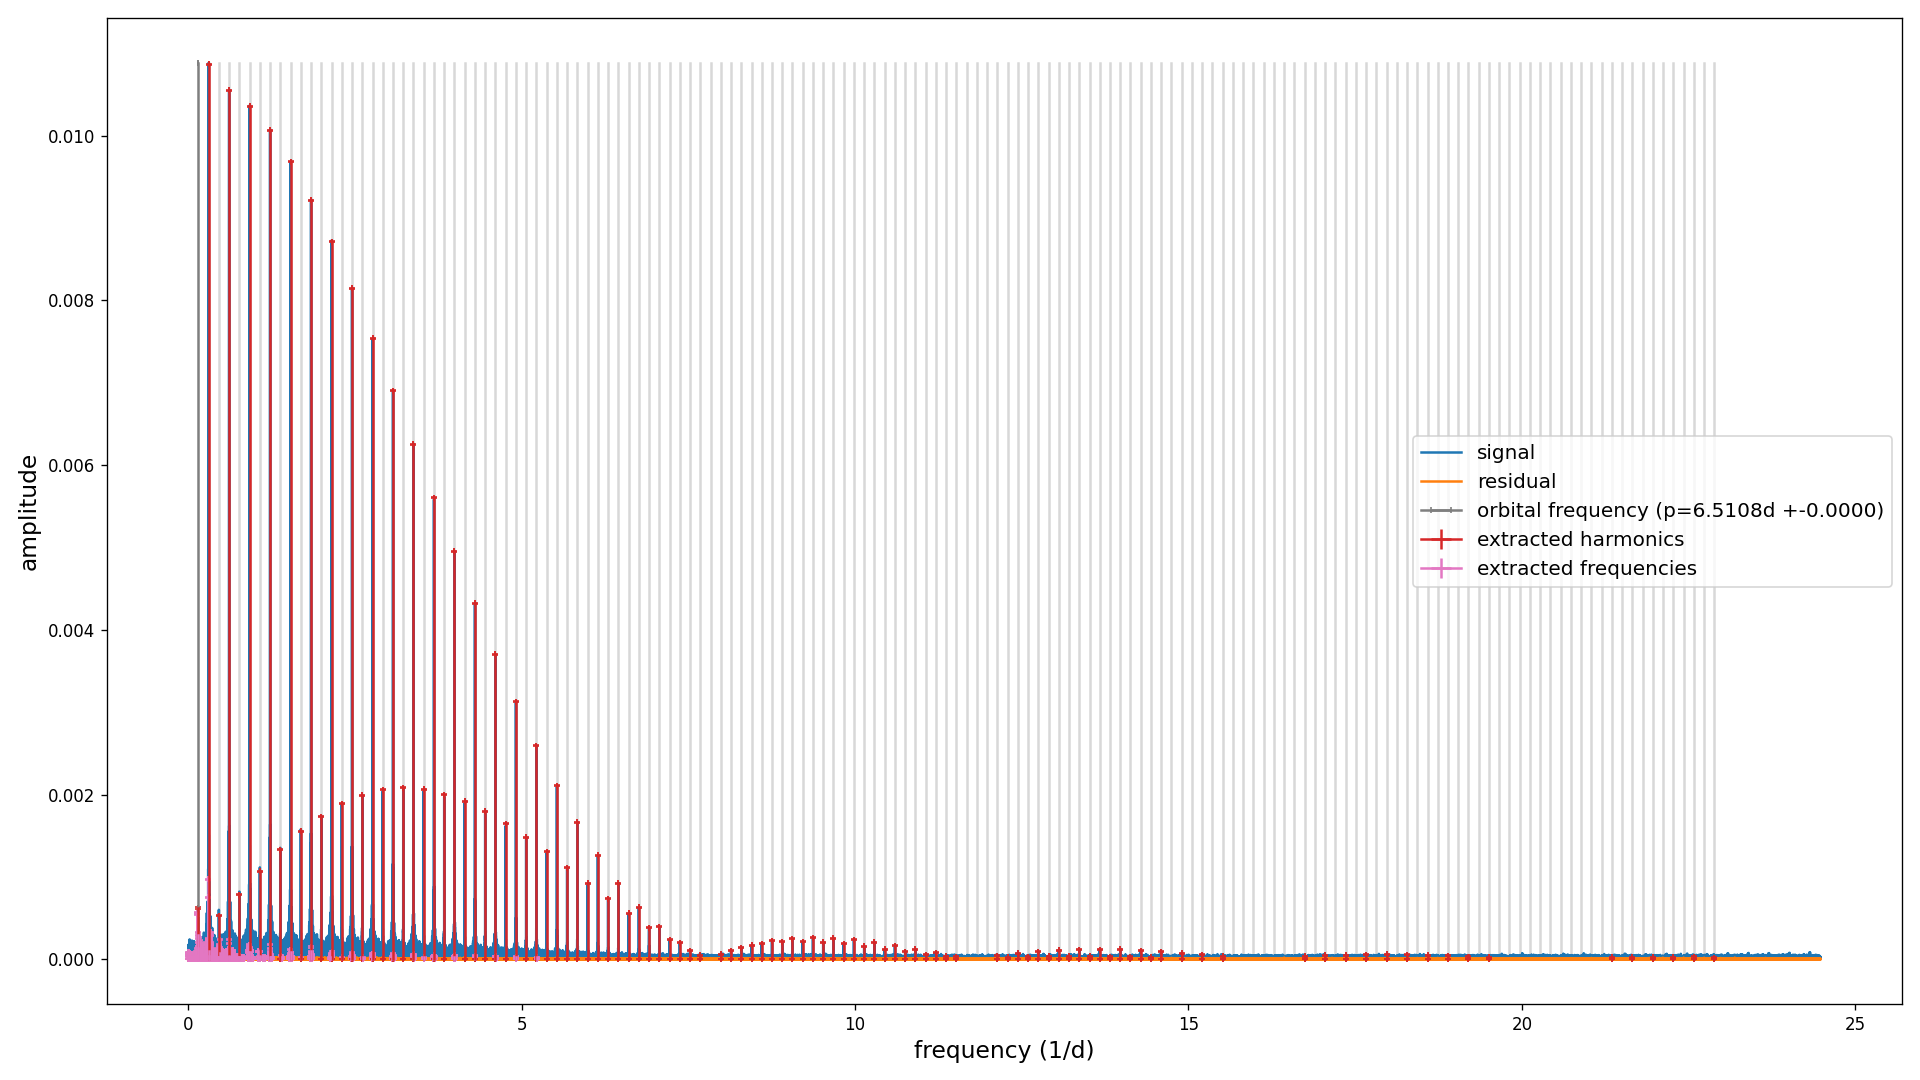 0.010
0.008
0.006
0.004
0.002
0.000
amplitude
0
5
10
15
20
25
frequency (1/d)
signal
residual
orbital frequency (p=6.5108d +-0.0000)
extracted harmonics
extracted frequencies